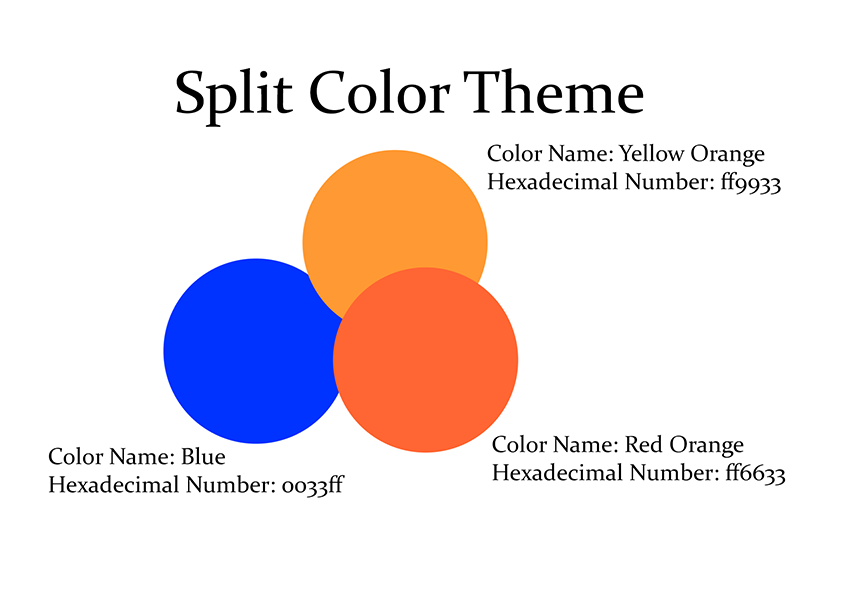 Split Color Theme
Color Name: Yellow Orange
Hexadecimal Number: ff9933
Color Name: Blue
Hexadecimal Number: 0033ff
Color Name: Red Orange
Hexadecimal Number: ff6633